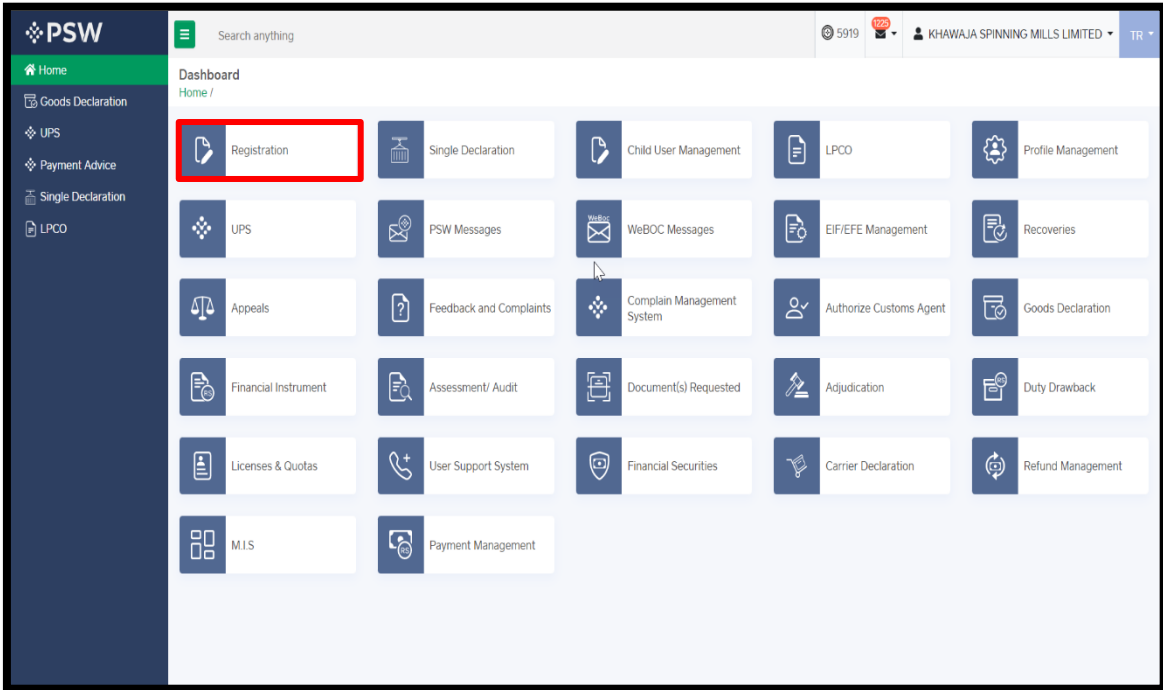 PSW
Search anything
5919
1225
KHAWAJA SPINNING MILLS LIMITED
TR
Home
Goods Declaration
UPS
Payment Advice
Single Declaration
LPCO
Dashboard
Home /
Registration
Single Declaration
Child User Management
LPCO
Profile Management
UPS
PSW Messages
WeBOC
WeBOC Messages
EIF/EFE Management
Recoveries
Appeals
Feedback and Complaints
Complain Management
System
Authorize Customs Agent
Goods Declaration
RS
Financial Instrument
Assessment/ Audit
Document(s) Requested
Adjudication
RS
Duty Drawback
Licenses & Quotas
User Support System
Financial Securities
Carrier Declaration
Refund Management
M.I.S
RS
Payment Management